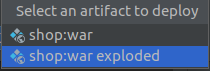 Select an artifact to deploy
shop:war
shop:war exploded